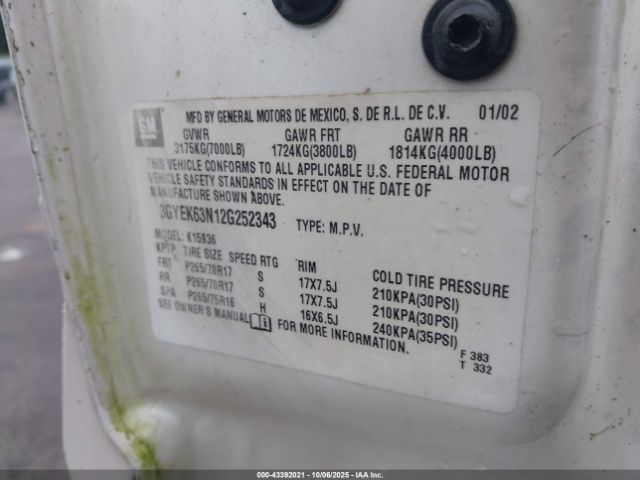 GM
MFD BY GENERAL MOTORS DE MEXICO, S. DE R.L. DE C.V. 01/02
GVWR GAWR FRT GAWR RR
3175KG(7000LB) 1724KG(3800LB) 1814KG(4000LB)
THIS VEHICLE CONFORMS TO ALL APPLICABLE U.S. FEDERAL MOTOR
VEHICLE SAFETY STANDARDS IN EFFECT ON THE DATE OF
MANUFACTURE SHOWN ABOVE.
3GYEK63N12G252343 TYPE: M.P.V.
MODEL: K15936
KPTP TIRE SIZE SPEED RTG RIM COLD TIRE PRESSURE
FRT P265/70R17 S 17X7.5J 210KPA(30PSI)
RR P265/70R17 S 17X7.5J 210KPA(30PSI)
SPA P265/75R16 H 16X6.5J 240KPA(35PSI)
SEE OWNER'S MANUAL FOR MORE INFORMATION.
F 383
T 332
000-43392021 - 10/06/2025 - IAAI.com